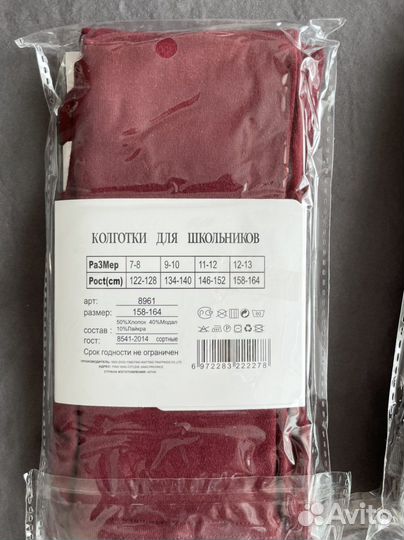 КОЛГОТКИ ДЛЯ ШКОЛЬНИКОВ
РаЗМер 7-8 9-10 11-12 12-13
Рост(cm) 122-128 134-140 146-152 158-164
арт: 8961
размер: 158-164
состав : 50%Хлопок 40%Модал
10%Лайкра
гост: 8541-2014 сортные
Срок годности не ограничен
6 972283 222278
Avito